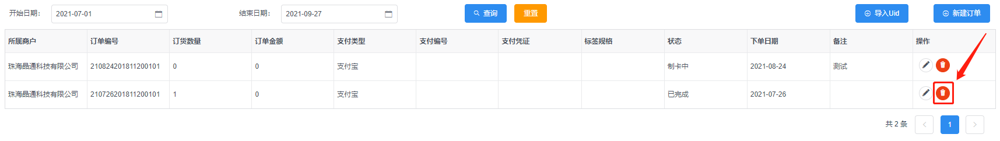 开始日期： 2021-07-01 结束日期： 2021-09-27 查询 重置 导入Uid 新建订单
所属商户 订单编号 订货数量 订单金额 支付类型 支付编号 支付凭证 标签规格 状态 下单日期 备注 操作
珠海晶通科技有限公司 210824201811200101 0 0 支付宝 制卡中 2021-08-24 测试
珠海晶通科技有限公司 210726201811200101 1 0 支付宝 已完成 2021-07-26
共 2 条 1